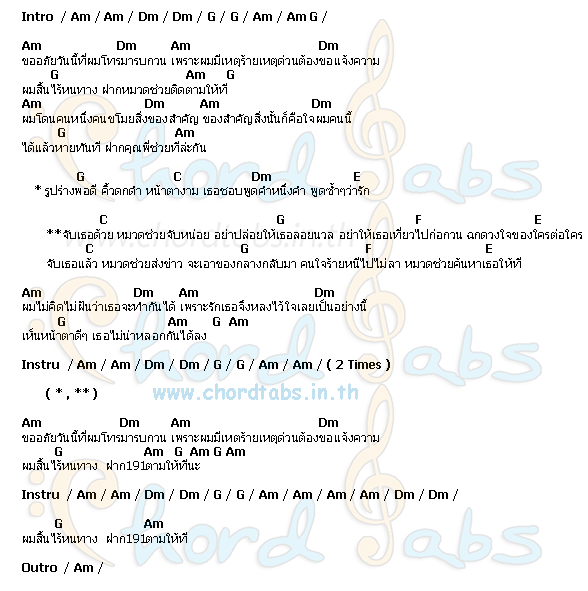 Intro / Am / Am / Dm / Dm / G / G / Am / Am G /
Am Dm Am Dm
ขออภัยวันนี้ที่ผมโทรมารบกวน เพราะผมมีเหตุร้ายเหตุด่วนต้องขอแจ้งความ
G Am G
ผมสิ้นไร้หนทาง ฝากหมวดช่วยติดตามให้ที
Am Dm Am Dm
ผมโดนคนหนึ่งคนขโมยสิ่งของสำคัญ ของสำคัญสิ่งนั้นก็คือใจผมคนนี้
G Am
ได้แล้วหายทันที ฝากคุณพี่ช่วยทีล่ะกัน
G C Dm E
* รูปร่างพอดี คิ้วดกดำ หน้าตางาม เธอชอบพูดคำหนึ่งคำ พูดซ้ำๆว่ารัก
C G F E
**จับเธอด้วย หมวดช่วยจับหน่อย อย่าปล่อยให้เธอลอยนวล อย่าให้เธอเที่ยวไปก่อกวน ฉกดวงใจของใครต่อใคร
C G F E
จับเธอแล้ว หมวดช่วยส่งข่าว จะเอาของกลางกลับมา คนใจร้ายหนีไปไม่ลา หมวดช่วยค้นหาเธอให้ที
Am Dm Am Dm
ผมไม่คิดไม่ฝันว่าเธอจะทำกันได้ เพราะรักเธอจึงหลงไว้ใจเลยเป็นอย่างนี้
G Am G Am
เห็นหน้าตาดีๆ เธอไม่น่าหลอกกันได้ลง
Instru / Am / Am / Dm / Dm / G / G / Am / Am / ( 2 Times )
( * , ** )
www.chordtabs.in.th
Am Dm Am Dm
ขออภัยวันนี้ที่ผมโทรมารบกวน เพราะผมมีเหตุร้ายเหตุด่วนต้องขอแจ้งความ
G Am G Am G Am
ผมสิ้นไร้หนทาง ฝาก191ตามให้ทีนะ
Instru / Am / Am / Dm / Dm / G / G / Am / Am / Am / Am / Dm / Dm /
G Am
ผมสิ้นไร้หนทาง ฝาก191ตามให้ที
Outro / Am /